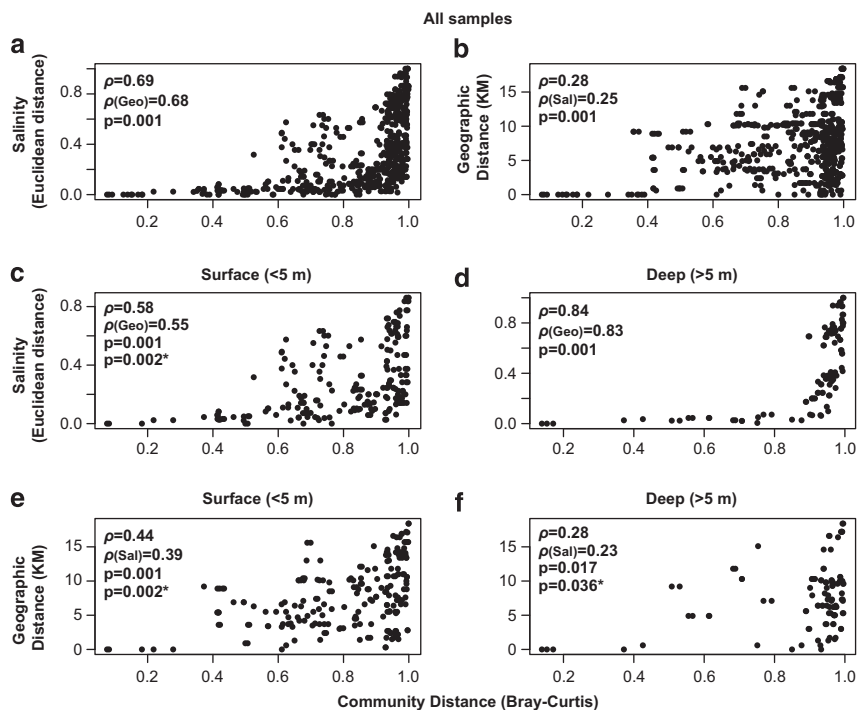 All samples
a
ρ=0.69
ρ(Geo)=0.68
p=0.001
Salinity
(Euclidean distance)
0.8
0.4
0.0
0.2 0.4 0.6 0.8 1.0
b
ρ=0.28
ρ(Sal)=0.25
p=0.001
Geographic
Distance (KM)
15
10
5
0
0.2 0.4 0.6 0.8 1.0
c
Surface (<5 m)
ρ=0.58
ρ(Geo)=0.55
p=0.001
p=0.002*
Salinity
(Euclidean distance)
0.8
0.4
0.0
0.2 0.4 0.6 0.8 1.0
d
Deep (>5 m)
ρ=0.84
ρ(Geo)=0.83
p=0.001
0.8
0.4
0.0
0.2 0.4 0.6 0.8 1.0
e
Surface (<5 m)
ρ=0.44
ρ(Sal)=0.39
p=0.001
p=0.002*
Geographic
Distance (KM)
15
10
5
0
0.2 0.4 0.6 0.8 1.0
f
Deep (>5 m)
ρ=0.28
ρ(Sal)=0.23
p=0.017
p=0.036*
15
10
5
0
0.2 0.4 0.6 0.8 1.0
Community Distance (Bray-Curtis)